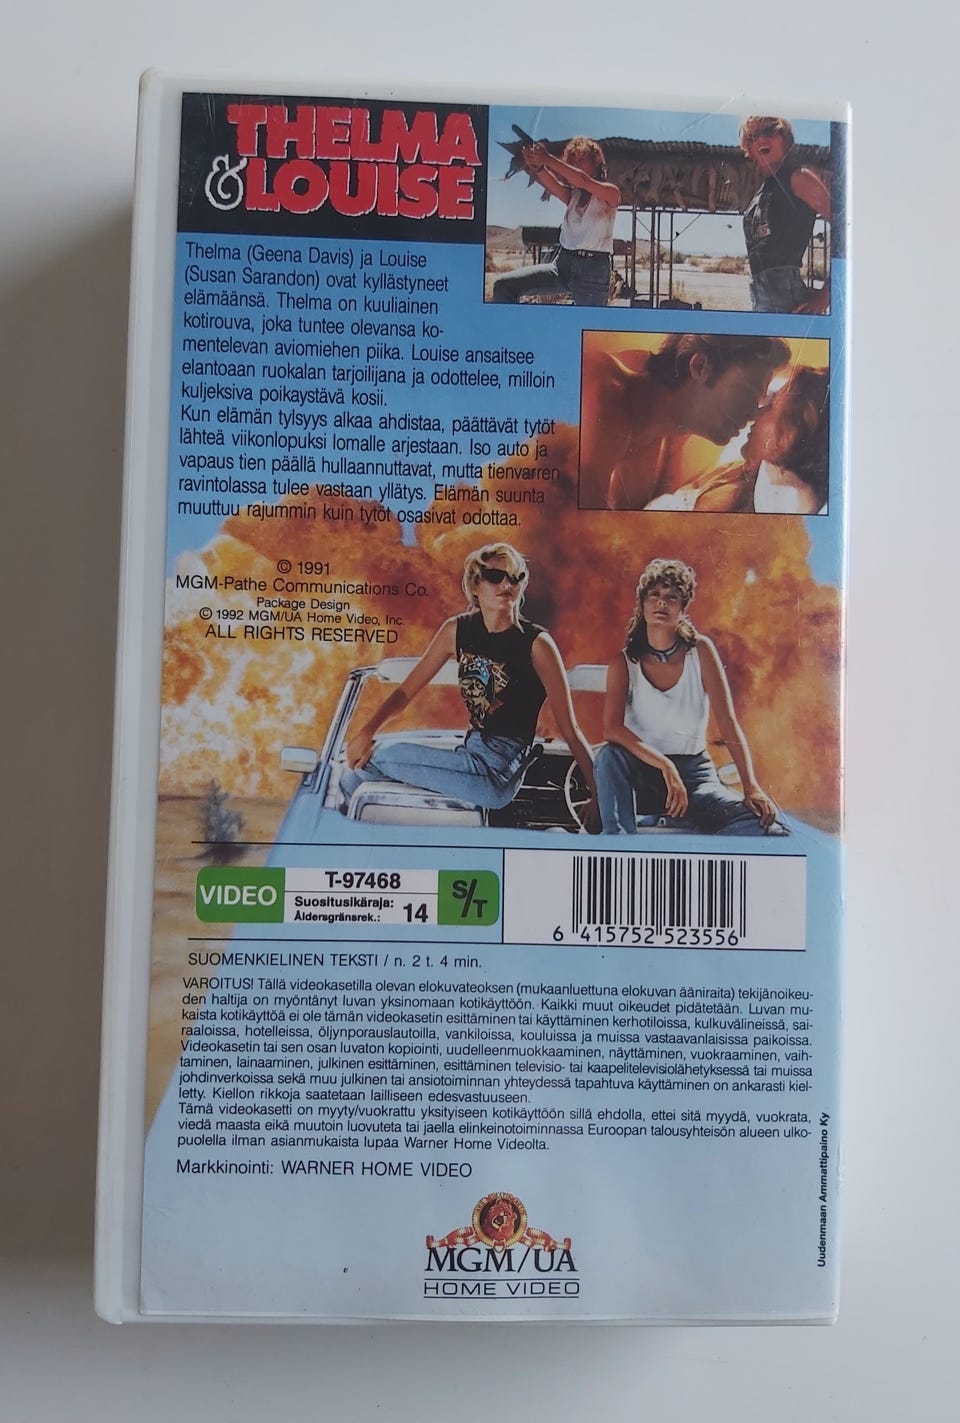 THELMA
& LOUISE
Thelma (Geena Davis) ja Louise
(Susan Sarandon) ovat kyllästyneet
elämäänsä. Thelma on kuuliainen
kotirouva, joka tuntee olevansa ko-
mentelevan aviomiehen piika. Louise ansaitsee
elantoaan ruokalan tarjoilijana ja odottelee, milloin
kuljeksiva poikaystävä kosii.
Kun elämän tylsyys alkaa ahdistaa, päättävät tytöt
lähteä viikonlopuksi lomalle arjestaan. Iso auto ja
vapaus tien päällä hullaannuttavat, mutta tienvarren
ravintolassa tulee vastaan yllätys. Elämän suunta
muuttuu rajummin kuin tytöt osasivat odottaa.
© 1991
MGM-Pathe Communications Co.
Package Design
© 1992 MGM/UA Home Video, Inc.
ALL RIGHTS RESERVED
VIDEO
T-97468
Suositusikäraja:
Åldersgränsrek.: 14
S/T
6 415752 523556
SUOMENKIELINEN TEKSTI / n. 2 t. 4 min.
VAROITUS! Tällä videokasetilla olevan elokuvateoksen (mukaanluettuna elokuvan ääniraita) tekijänoikeu-
den haltija on myöntänyt luvan yksinomaan kotikäyttöön. Kaikki muut oikeudet pidätetään. Luvan mu-
kaista kotikäyttöä ei ole tämän videokasetin esittäminen tai käyttäminen kerhotiloissa, kulkuvälineissä, sai-
raaloissa, hotelleissa, öljynporauslautoilla, vankiloissa, kouluissa ja muissa vastaavanlaisissa paikoissa.
Videokasetin tai sen osan luvaton kopiointi, uudelleenmuokkaaminen, näyttäminen, vuokraaminen, vaih-
taminen, lainaaminen, julkinen esittäminen, esittäminen televisio- tai kaapelitelevisiolähetyksessä tai muissa
johdinverkoissa sekä muu julkinen tai ansiotoiminnan yhteydessä tapahtuva käyttäminen on ankarasti kiel-
letty. Kiellon rikkoja saatetaan lailliseen edesvastuuseen.
Tämä videokasetti on myyty/vuokrattu yksityiseen kotikäyttöön sillä ehdolla, ettei sitä myydä, vuokrata,
viedä maasta eikä muutoin luovuteta tai jaella elinkeinotoiminnassa Euroopan talousyhteisön alueen ulko-
puolella ilman asianmukaista lupaa Warner Home Videolta.
Markkinointi: WARNER HOME VIDEO
Uudenmaan Ammattipaino Ky
MGM/UA
HOME VIDEO